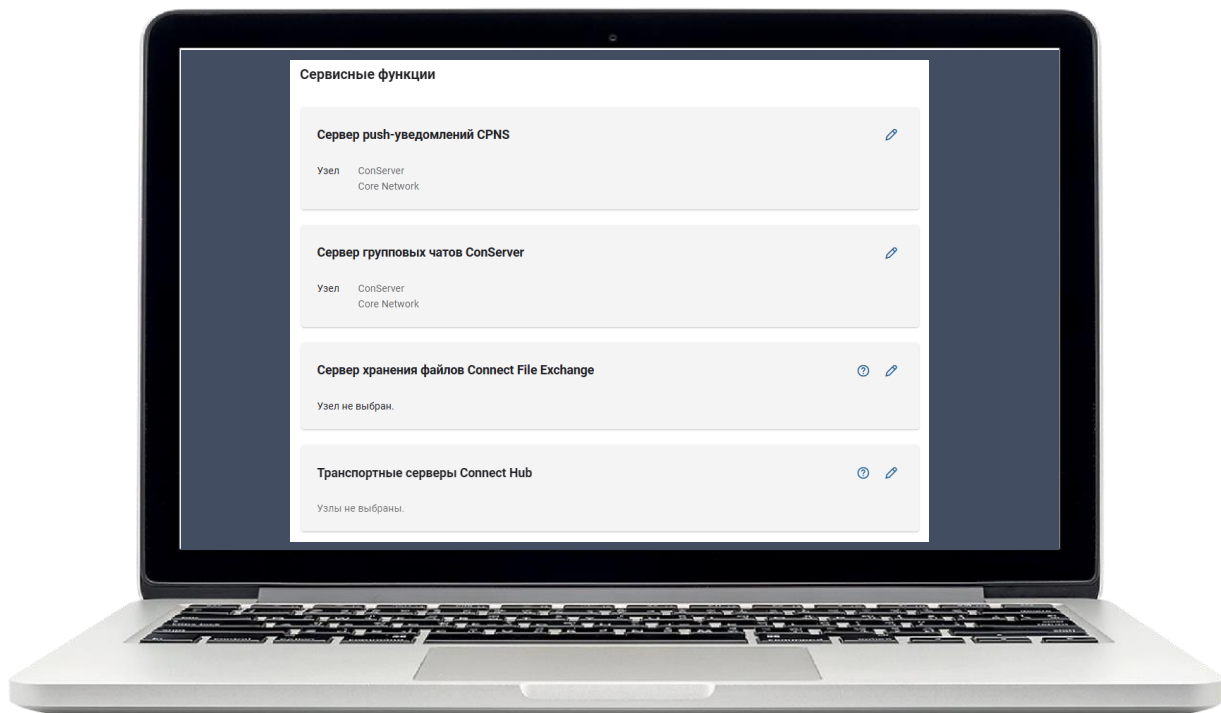 Сервисные функции
Сервер push-уведомлений CPNS
Узел ConServer
Core Network
Сервер групповых чатов ConServer
Узел ConServer
Core Network
Сервер хранения файлов Connect File Exchange
Узел не выбран.
Транспортные серверы Connect Hub
Узлы не выбраны.